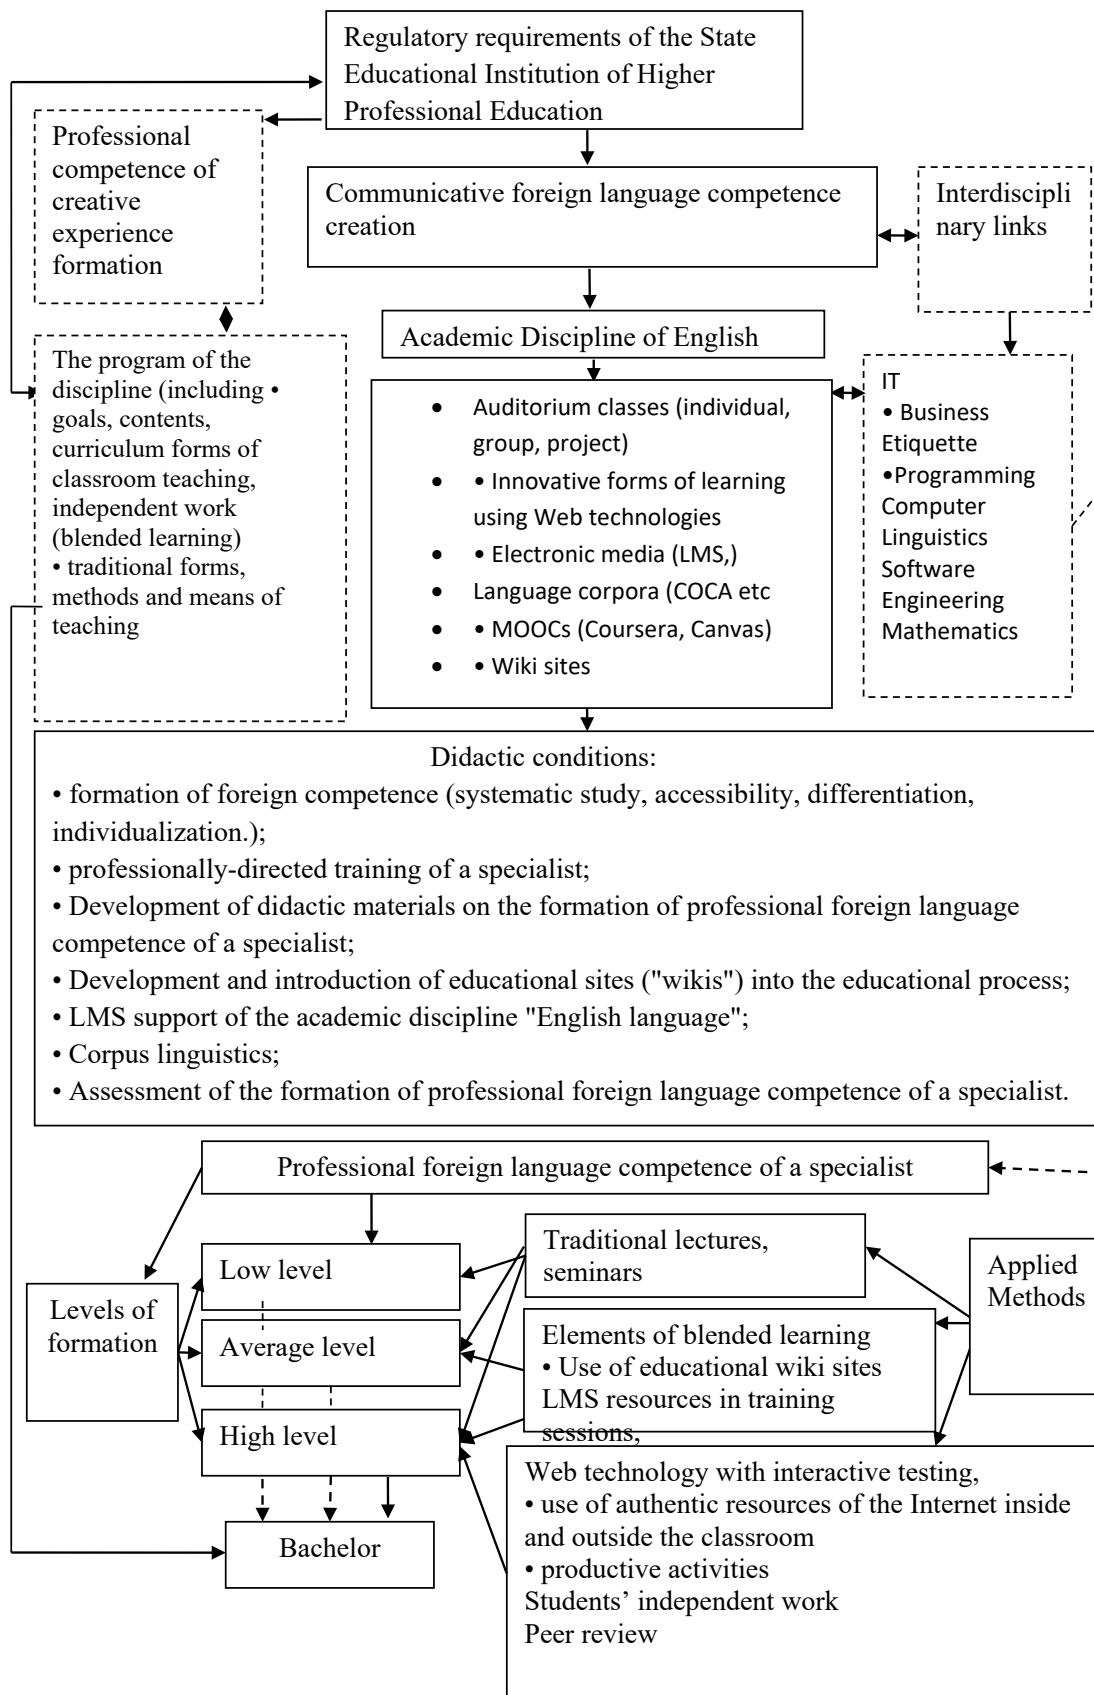 Regulatory requirements of the State
Educational Institution of Higher
Professional Education
Professional
competence of
creative
experience
formation
Communicative foreign language competence
creation
Interdiscipli
nary links
Academic Discipline of English
The program of the
discipline (including •
goals, contents,
curriculum forms of
classroom teaching,
independent work
(blended learning)
• traditional forms,
methods and means of
teaching
• Auditorium classes (individual,
group, project)
• • Innovative forms of learning
using Web technologies
• • Electronic media (LMS,)
• Language corpora (COCA etc
• • MOOCs (Coursera, Canvas)
• • Wiki sites
IT
• Business
Etiquette
•Programming
Computer
Linguistics
Software
Engineering
Mathematics
Didactic conditions:
• formation of foreign competence (systematic study, accessibility, differentiation,
individualization.);
• professionally-directed training of a specialist;
• Development of didactic materials on the formation of professional foreign language
competence of a specialist;
• Development and introduction of educational sites ("wikis") into the educational process;
• LMS support of the academic discipline "English language";
• Corpus linguistics;
• Assessment of the formation of professional foreign language competence of a specialist.
Professional foreign language competence of a specialist
Levels of
formation
Low level
Average level
High level
Bachelor
Traditional lectures,
seminars
Elements of blended learning
• Use of educational wiki sites
LMS resources in training
sessions,
Applied
Methods
Web technology with interactive testing,
• use of authentic resources of the Internet inside
and outside the classroom
• productive activities
Students’ independent work
Peer review